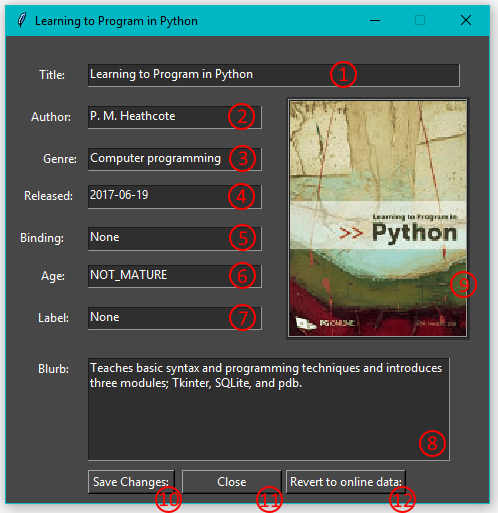 Learning to Program in Python
Title: Learning to Program in Python 1
Author: P. M. Heathcote 2
Genre: Computer programming 3
Released: 2017-06-19 4
Binding: None 5
Age: NOT_MATURE 6
Label: None 7
Learning to Program in
>> Python
9
PG ONLINE
Blurb: Teaches basic syntax and programming techniques and introduces
three modules; Tkinter, SQLite, and pdb.
8
Save Changes: Close Revert to online data:
10 11 12